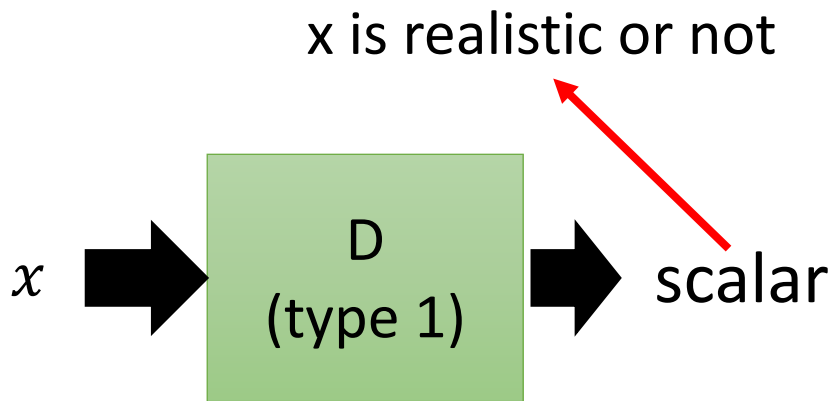 x is realistic or not
D
(type 1)
x
scalar